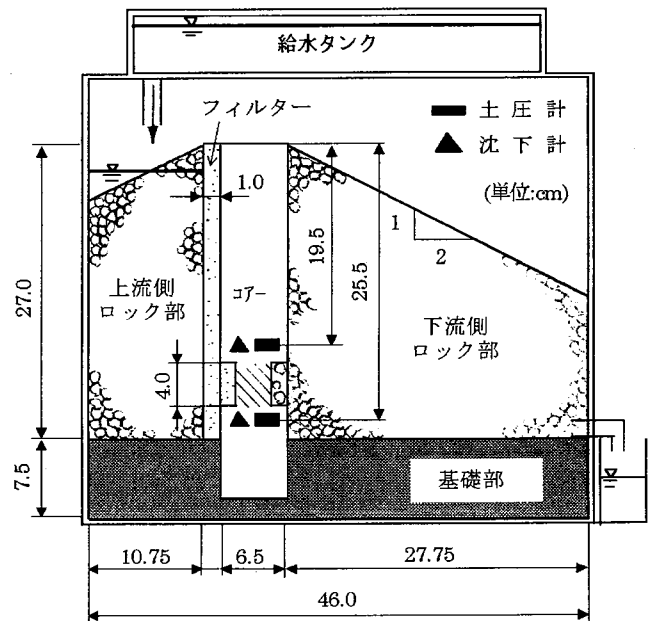 給水タンク
フィルター
土 圧 計
沈 下 計
(単位:cm)
1.0
1
2
19.5
25.5
27.0
上流側
ロック部
コアー
下流側
ロック部
4.0
7.5
基礎部
10.75
6.5
27.75
46.0